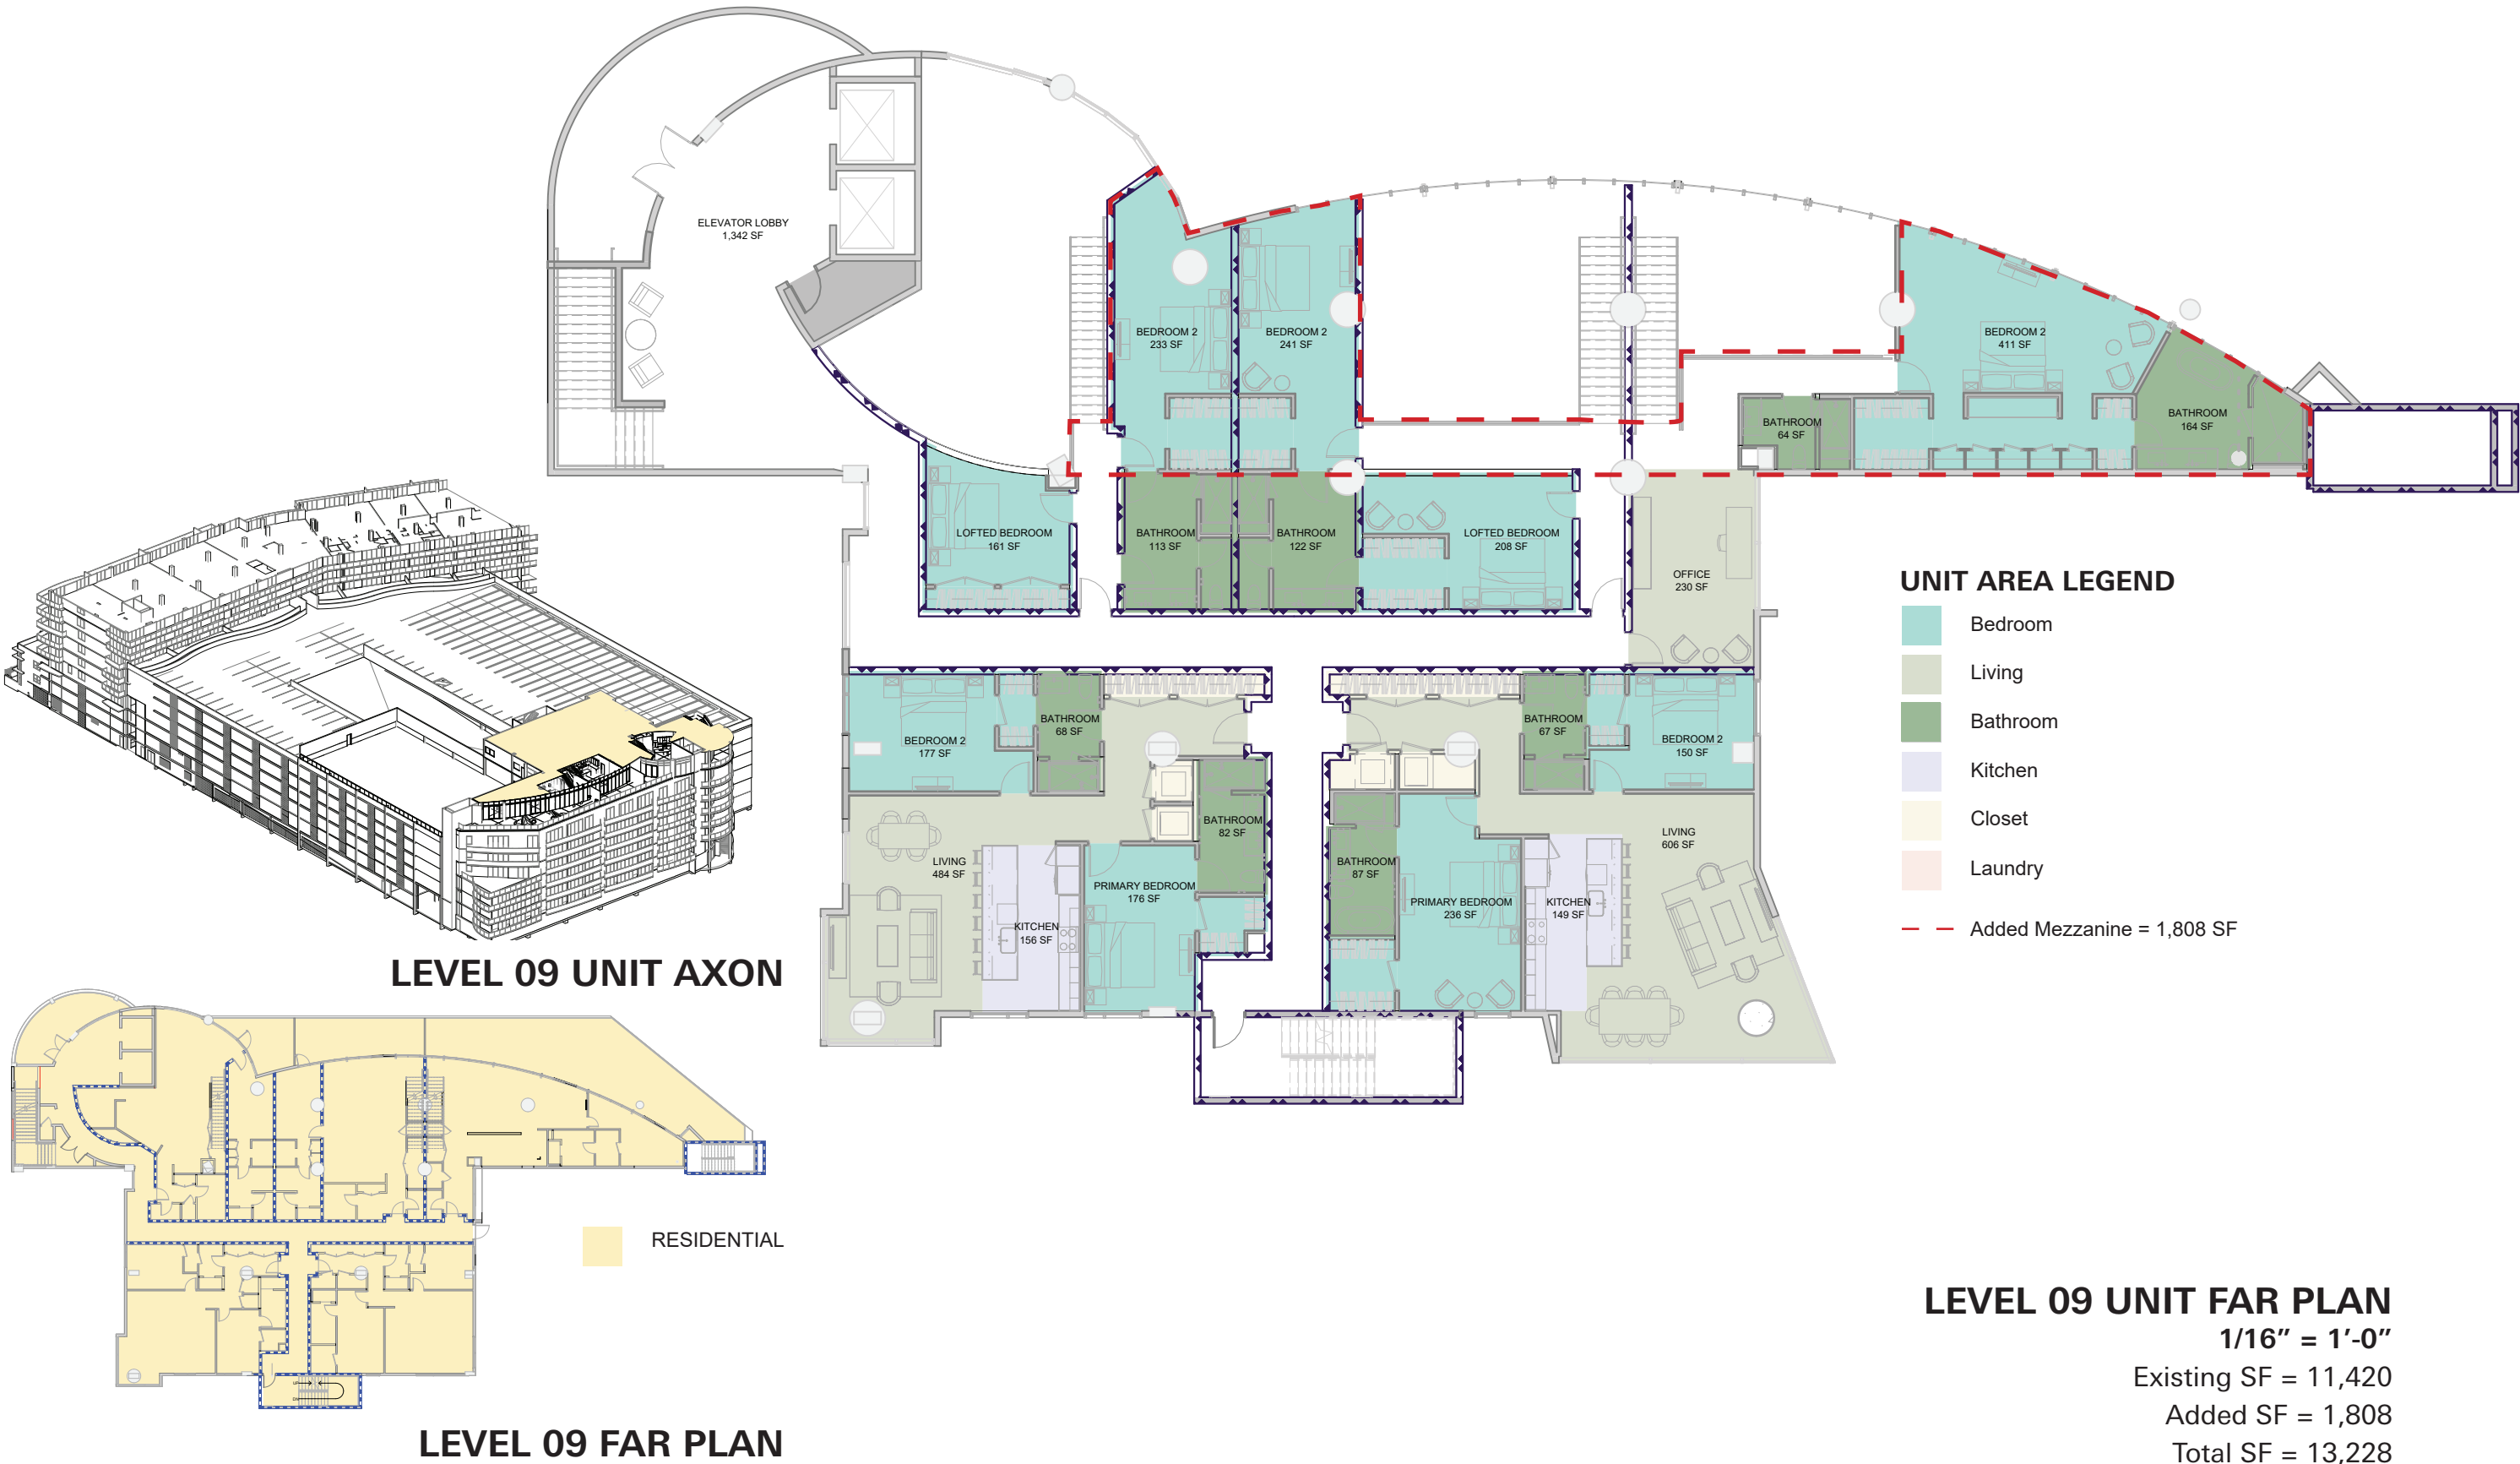 ELEVATOR LOBBY
1,342 SF
BEDROOM 2
233 SF
BEDROOM 2
241 SF
BEDROOM 2
411 SF
BATHROOM
64 SF
BATHROOM
164 SF
LOFTED BEDROOM
161 SF
BATHROOM
113 SF
BATHROOM
122 SF
LOFTED BEDROOM
208 SF
OFFICE
230 SF
BEDROOM 2
177 SF
BATHROOM
68 SF
BATHROOM
67 SF
BEDROOM 2
150 SF
BATHROOM
82 SF
LIVING
484 SF
PRIMARY BEDROOM
176 SF
KITCHEN
156 SF
BATHROOM
87 SF
PRIMARY BEDROOM
236 SF
KITCHEN
149 SF
LIVING
606 SF
UNIT AREA LEGEND
Bedroom
Living
Bathroom
Kitchen
Closet
Laundry
Added Mezzanine = 1,808 SF
LEVEL 09 UNIT AXON
RESIDENTIAL
LEVEL 09 FAR PLAN
LEVEL 09 UNIT FAR PLAN
1/16” = 1’-0”
Existing SF = 11,420
Added SF = 1,808
Total SF = 13,228